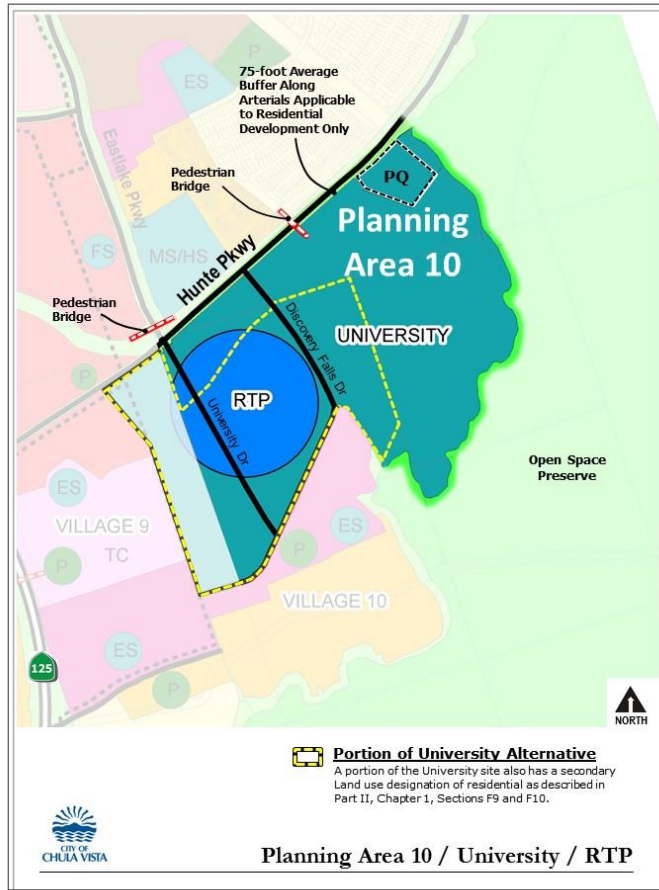 P
ES
75-foot Average
Buffer Along
Arterials Applicable
to Residential
Development Only
Eastlake Pkwy
Pedestrian
Bridge
PQ
Planning
Area 10
FS
MS/HS
Hunte Pkwy
Pedestrian
Bridge
Discovery Falls Dr
UNIVERSITY
P
RTP
University Dr
Open Space
Preserve
ES
VILLAGE 9
TC
P
P
ES
P
VILLAGE 10
ES
P
125
NORTH
Portion of University Alternative
A portion of the University site also has a secondary
Land use designation of residential as described in
Part II, Chapter 1, Sections F9 and F10.
CITY OF
CHULA VISTA
Planning Area 10 / University / RTP